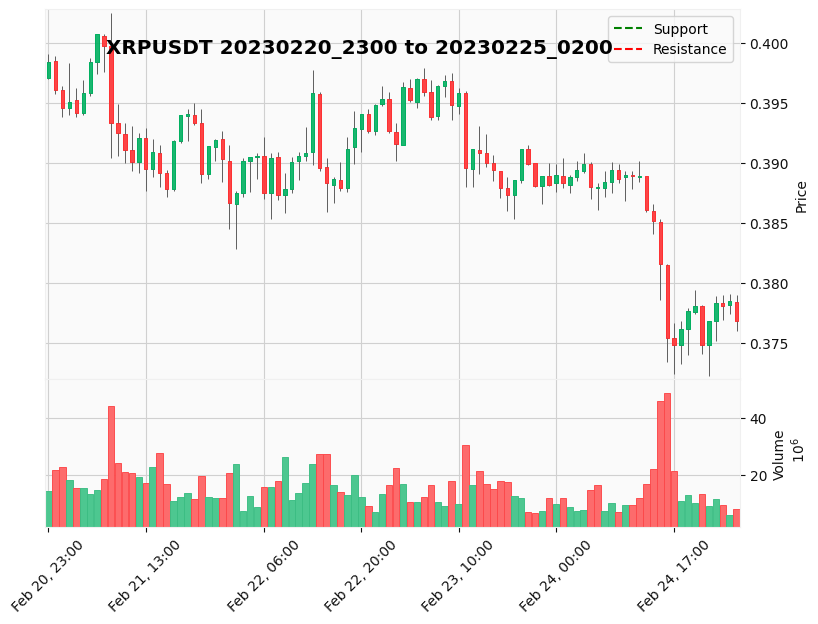 XRPUSDT 20230220_2300 to 20230225_0200
Support
Resistance
0.400
0.395
0.390
0.385
0.380
0.375
Price
40
20
Volume
10^6
Feb 20, 23:00
Feb 21, 13:00
Feb 22, 06:00
Feb 22, 20:00
Feb 23, 10:00
Feb 24, 00:00
Feb 24, 17:00